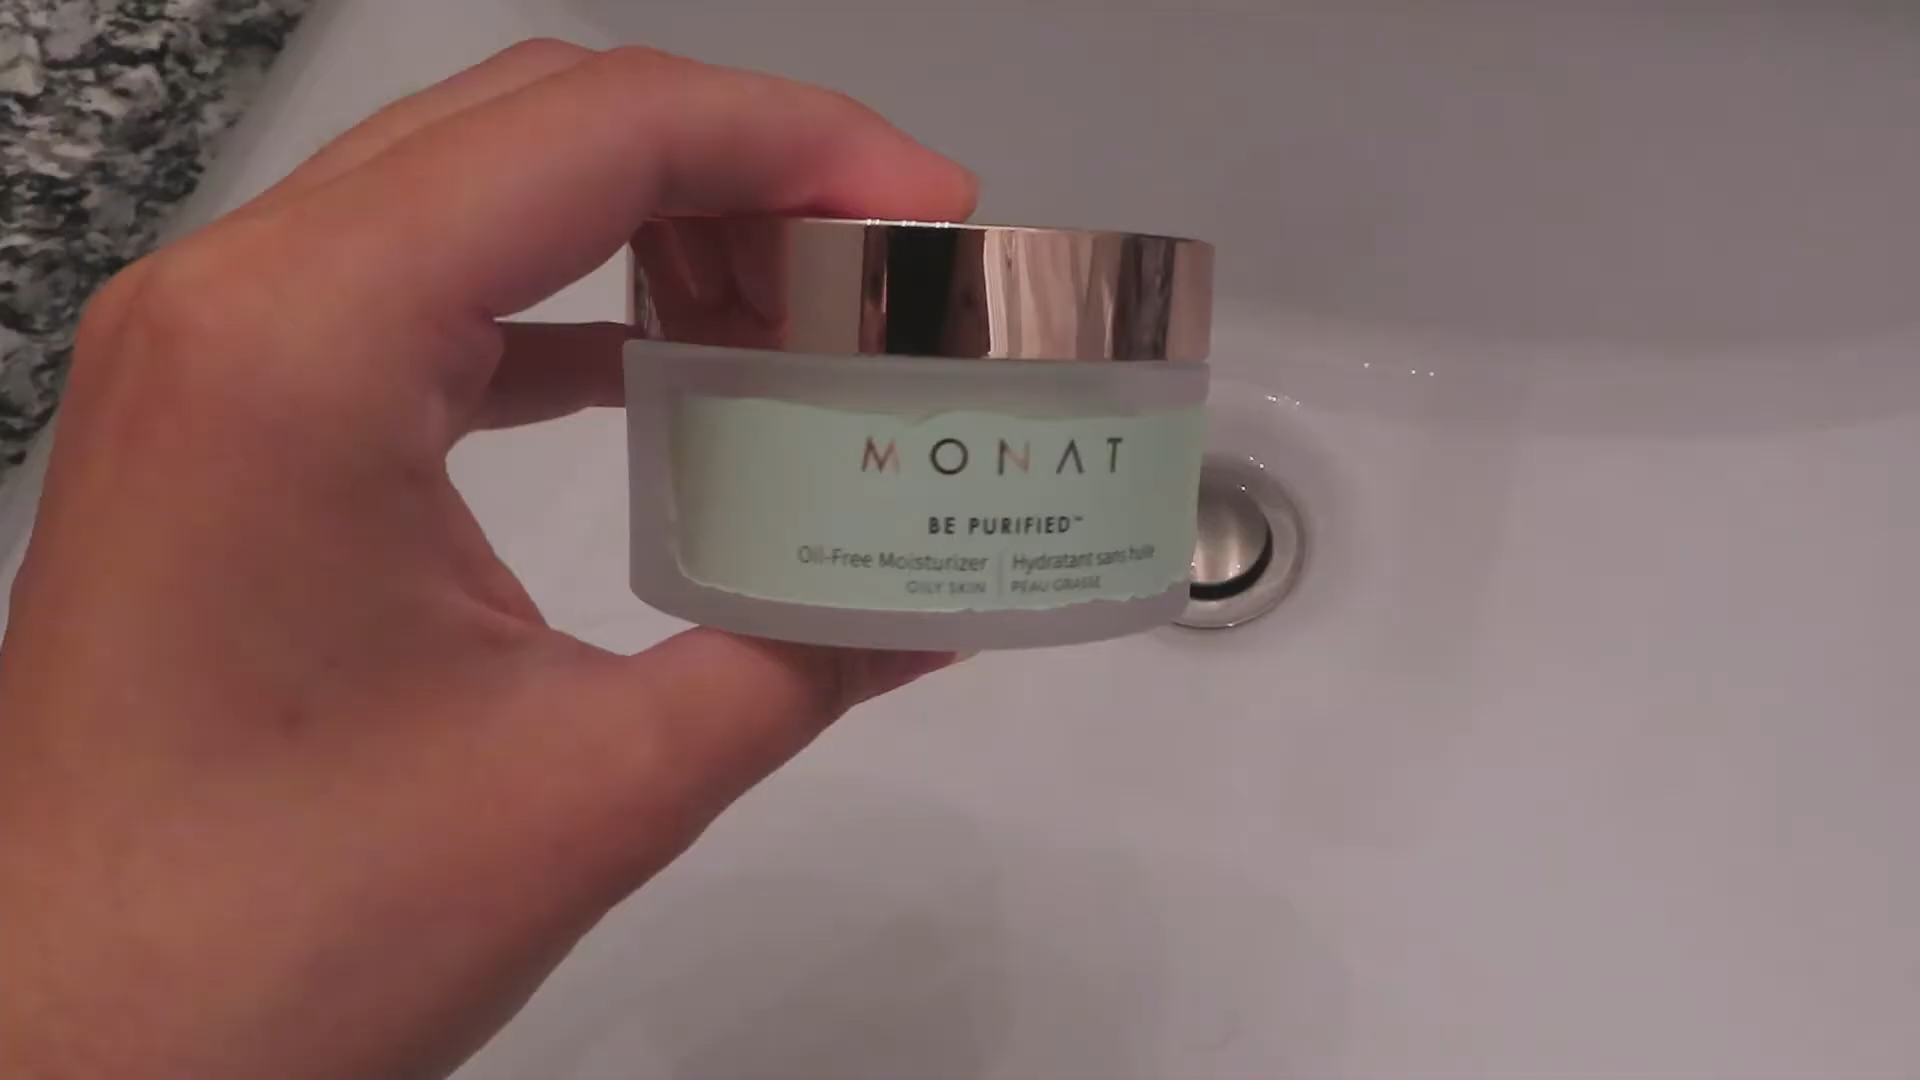 MONAT
BE PURIFIED™
Oil-Free Moisturizer | Hydratant sans huile
OILY SKIN | PEAU GRASSE